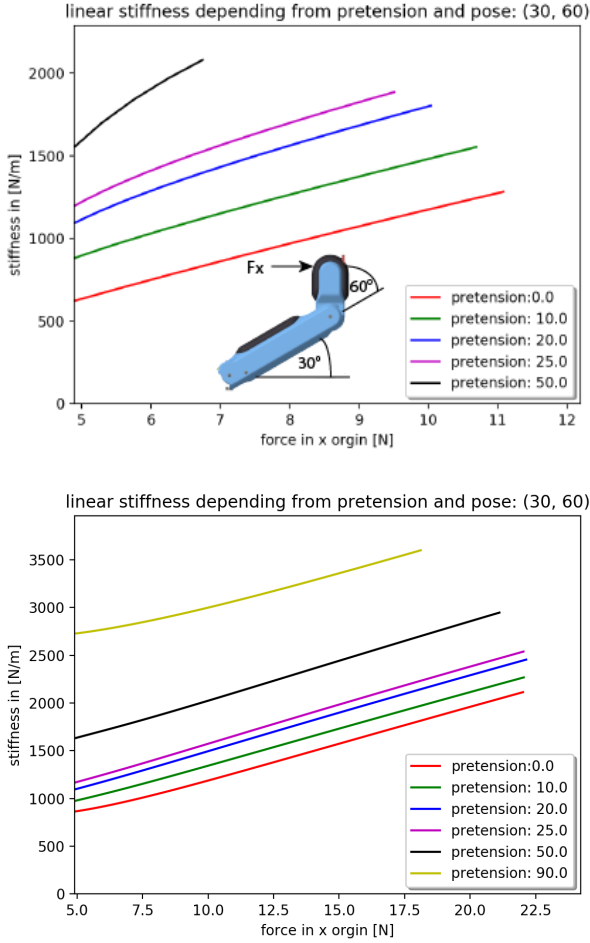 linear stiffness depending from pretension and pose: (30, 60)
stiffness in [N/m]
2000
1500
1000
500
0
Fx
60°
30°
pretension:0.0
pretension: 10.0
pretension: 20.0
pretension: 25.0
pretension: 50.0
5 6 7 8 9 10 11 12
force in x orgin [N]
linear stiffness depending from pretension and pose: (30, 60)
stiffness in [N/m]
3500
3000
2500
2000
1500
1000
500
0
pretension:0.0
pretension: 10.0
pretension: 20.0
pretension: 25.0
pretension: 50.0
pretension: 90.0
5.0 7.5 10.0 12.5 15.0 17.5 20.0 22.5
force in x orgin [N]